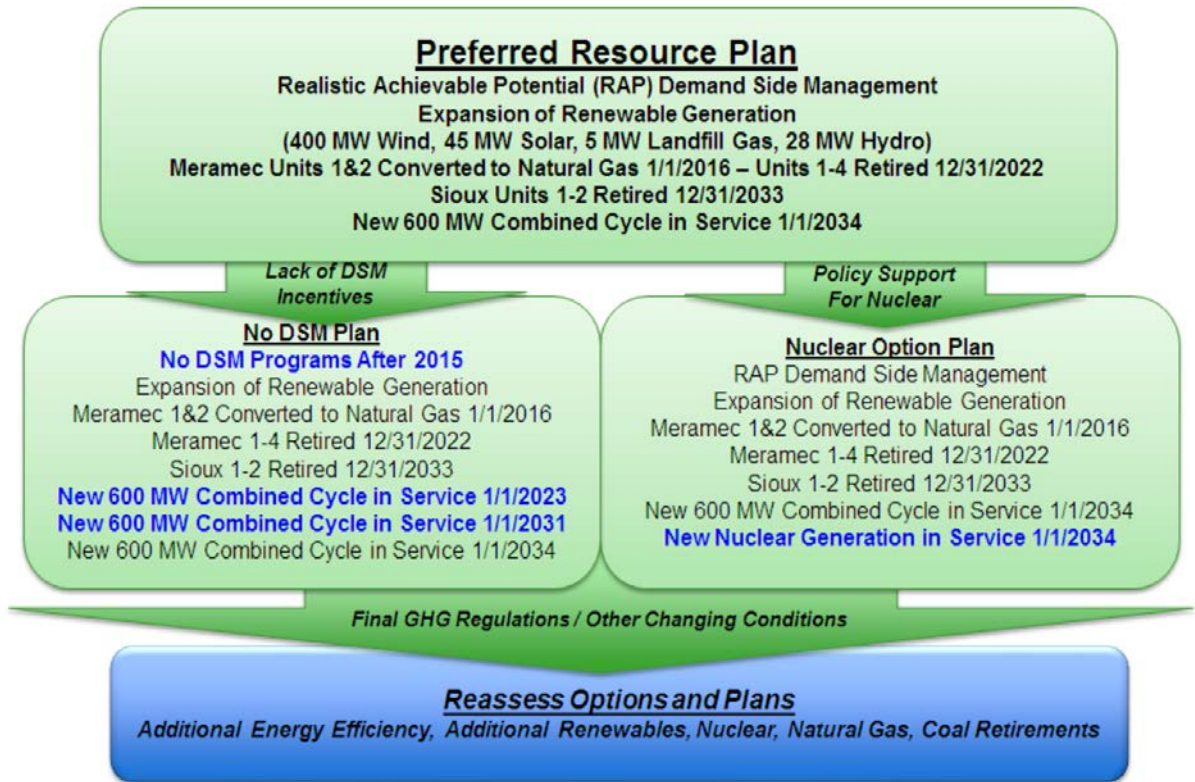 Preferred Resource Plan
Realistic Achievable Potential (RAP) Demand Side Management
Expansion of Renewable Generation
(400 MW Wind, 45 MW Solar, 5 MW Landfill Gas, 28 MW Hydro)
Meramec Units 1&2 Converted to Natural Gas 1/1/2016 – Units 1-4 Retired 12/31/2022
Sioux Units 1-2 Retired 12/31/2033
New 600 MW Combined Cycle in Service 1/1/2034
Lack of DSM
Incentives
Policy Support
For Nuclear
No DSM Plan
No DSM Programs After 2015
Expansion of Renewable Generation
Meramec 1&2 Converted to Natural Gas 1/1/2016
Meramec 1-4 Retired 12/31/2022
Sioux 1-2 Retired 12/31/2033
New 600 MW Combined Cycle in Service 1/1/2023
New 600 MW Combined Cycle in Service 1/1/2031
New 600 MW Combined Cycle in Service 1/1/2034
Nuclear Option Plan
RAP Demand Side Management
Expansion of Renewable Generation
Meramec 1&2 Converted to Natural Gas 1/1/2016
Meramec 1-4 Retired 12/31/2022
Sioux 1-2 Retired 12/31/2033
New 600 MW Combined Cycle in Service 1/1/2034
New Nuclear Generation in Service 1/1/2034
Final GHG Regulations / Other Changing Conditions
Reassess Options and Plans
Additional Energy Efficiency, Additional Renewables, Nuclear, Natural Gas, Coal Retirements